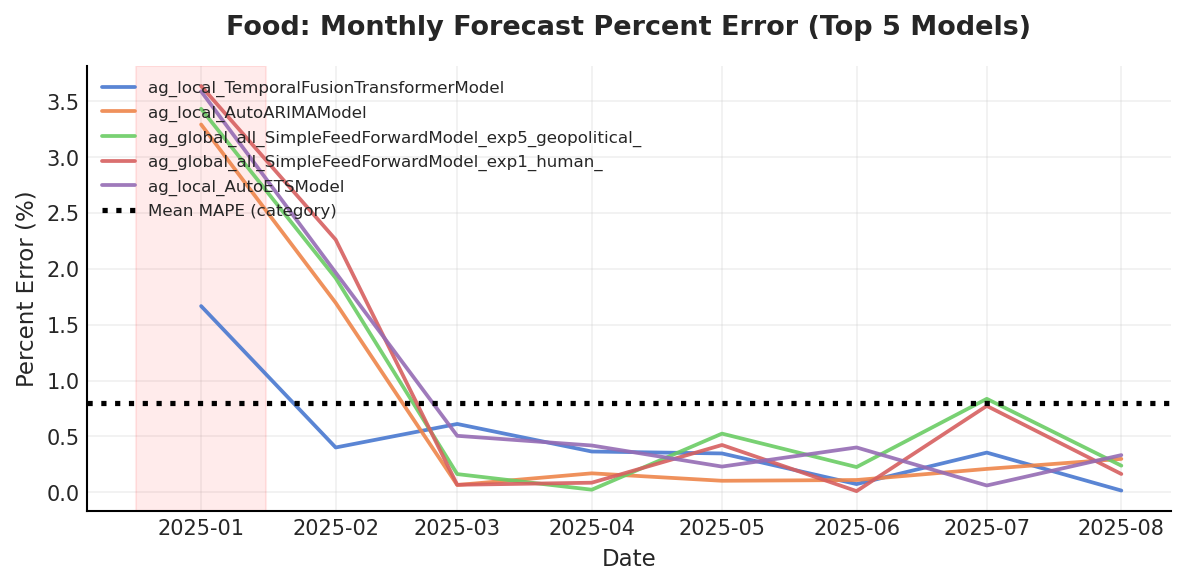 Food: Monthly Forecast Percent Error (Top 5 Models)
ag_local_TemporalFusionTransformerModel
ag_local_AutoARIMAModel
ag_global_all_SimpleFeedForwardModel_exp5_geopolitical_
ag_global_all_SimpleFeedForwardModel_exp1_human_
ag_local_AutoETSModel
Mean MAPE (category)
Percent Error (%)
3.5
3.0
2.5
2.0
1.5
1.0
0.5
0.0
2025-01 2025-02 2025-03 2025-04 2025-05 2025-06 2025-07 2025-08
Date